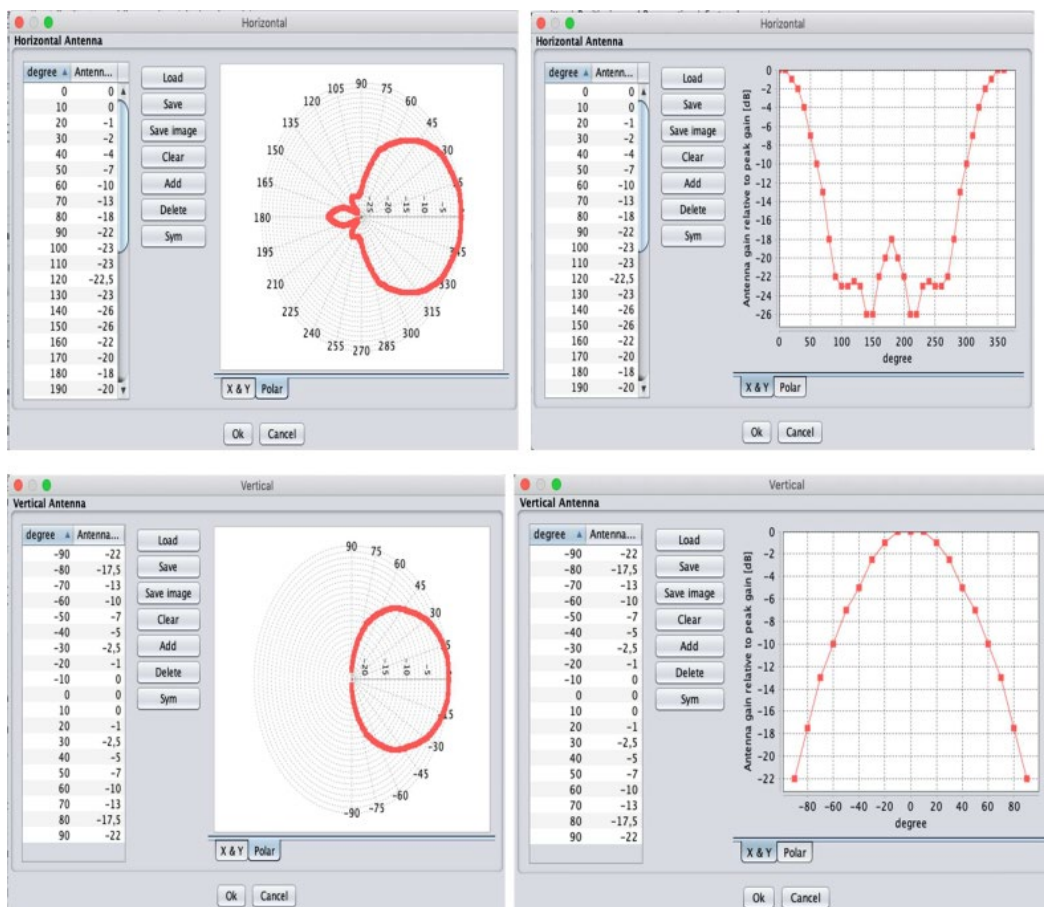 Horizontal
Horizontal Antenna
degree Antenn...
0 0
10 0
20 -1
30 -2
40 -4
50 -7
60 -10
70 -13
80 -18
90 -22
100 -23
110 -23
120 -22,5
130 -23
140 -26
150 -26
160 -22
170 -20
180 -18
190 -20
Load
Save
Save image
Clear
Add
Delete
Sym
90
105 75
120 60
135 45
150 30
165 15
180 -25 -20 -15 -10 -5
195 345
210 330
225 315
240 300
255 270 285
X & Y Polar
Ok Cancel
Horizontal
Horizontal Antenna
degree Antenn...
0 0
10 0
20 -1
30 -2
40 -4
50 -7
60 -10
70 -13
80 -18
90 -22
100 -23
110 -23
120 -22,5
130 -23
140 -26
150 -26
160 -22
170 -20
180 -18
190 -20
Load
Save
Save image
Clear
Add
Delete
Sym
Antenna gain relative to peak gain [dB]
0
-2
-4
-6
-8
-10
-12
-14
-16
-18
-20
-22
-24
-26
0 50 100 150 200 250 300 350
degree
X & Y Polar
Ok Cancel
Vertical
Vertical Antenna
degree Antenna...
-90 -22
-80 -17,5
-70 -13
-60 -10
-50 -7
-40 -5
-30 -2,5
-20 -1
-10 0
0 0
10 0
20 -1
30 -2,5
40 -5
50 -7
60 -10
70 -13
80 -17,5
90 -22
Load
Save
Save image
Clear
Add
Delete
Sym
90
75
60
45
30
15
-20 -15 -10 -5
-15
-30
-45
-60
-75
-90
X & Y Polar
Ok Cancel
Vertical
Vertical Antenna
degree Antenna...
-90 -22
-80 -17,5
-70 -13
-60 -10
-50 -7
-40 -5
-30 -2,5
-20 -1
-10 0
0 0
10 0
20 -1
30 -2,5
40 -5
50 -7
60 -10
70 -13
80 -17,5
90 -22
Load
Save
Save image
Clear
Add
Delete
Sym
Antenna gain relative to peak gain [dB]
0
-2
-4
-6
-8
-10
-12
-14
-16
-18
-20
-22
-80 -60 -40 -20 0 20 40 60 80
degree
X & Y Polar
Ok Cancel